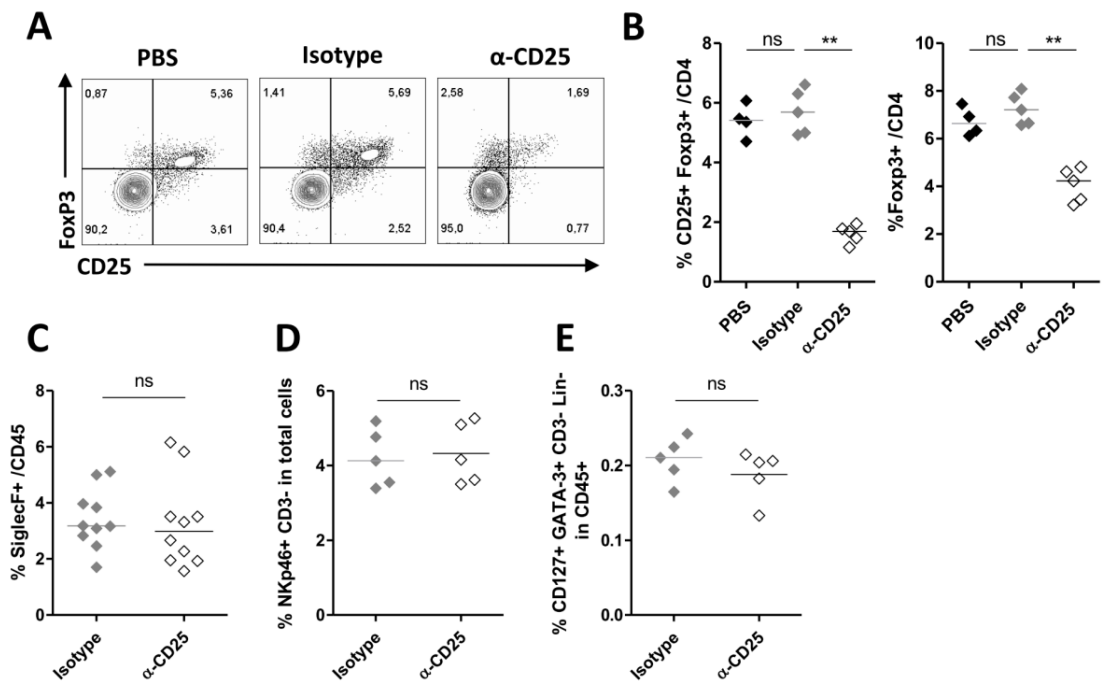 A
PBS
Isotype
α-CD25
0,87
5,36
1,41
5,69
2,58
1,69
90,2
3,61
90,4
2,52
95,0
0,77
FoxP3
CD25
B
% CD25+ Foxp3+ /CD4
8
6
4
2
0
ns
**
PBS
Isotype
α-CD25
%Foxp3+ /CD4
10
8
6
4
2
0
ns
**
PBS
Isotype
α-CD25
C
% SiglecF+ /CD45
8
6
4
2
0
ns
Isotype
α-CD25
D
% NKp46+ CD3- in total cells
6
4
2
0
ns
Isotype
α-CD25
E
% CD127+ GATA-3+ CD3- Lin-
in CD45+
0.3
0.2
0.1
0.0
ns
Isotype
α-CD25